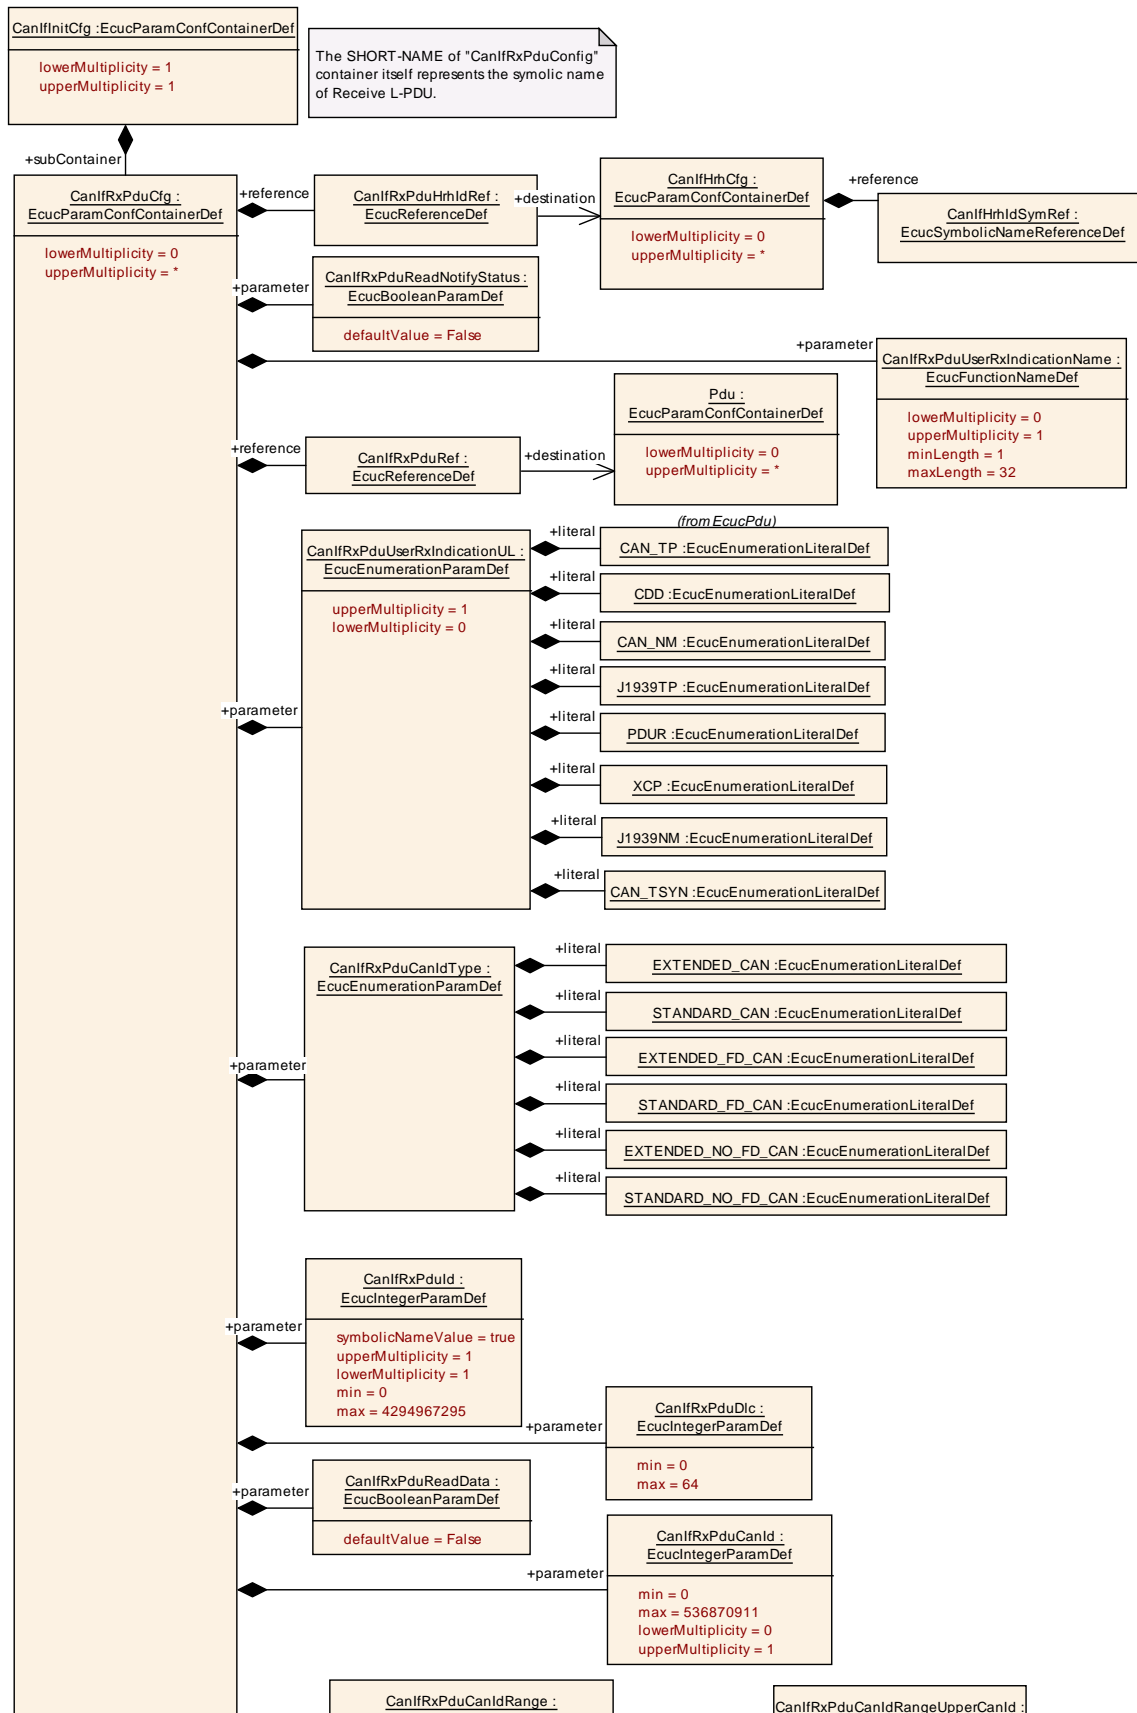 CanIfInitCfg :EcucParamConfContainerDef
lowerMultiplicity = 1
upperMultiplicity = 1
The SHORT-NAME of "CanIfRxPduConfig"
container itself represents the symolic name
of Receive L-PDU.
+subContainer
CanIfRxPduCfg :
EcucParamConfContainerDef
lowerMultiplicity = 0
upperMultiplicity = *
+reference
CanIfRxPduHrhIdRef :
EcucReferenceDef
+destination
CanIfHrhCfg :
EcucParamConfContainerDef
lowerMultiplicity = 0
upperMultiplicity = *
+reference
CanIfHrhIdSymRef :
EcucSymbolicNameReferenceDef
+parameter
CanIfRxPduReadNotifyStatus :
EcucBooleanParamDef
defaultValue = False
+parameter
CanIfRxPduUserRxIndicationName :
EcucFunctionNameDef
lowerMultiplicity = 0
upperMultiplicity = 1
minLength = 1
maxLength = 32
+reference
CanIfRxPduRef :
EcucReferenceDef
+destination
Pdu :
EcucParamConfContainerDef
lowerMultiplicity = 0
upperMultiplicity = *
(from EcucPdu)
+parameter
CanIfRxPduUserRxIndicationUL :
EcucEnumerationParamDef
upperMultiplicity = 1
lowerMultiplicity = 0
+literal
CAN_TP :EcucEnumerationLiteralDef
+literal
CDD :EcucEnumerationLiteralDef
+literal
CAN_NM :EcucEnumerationLiteralDef
+literal
J1939TP :EcucEnumerationLiteralDef
+literal
PDUR :EcucEnumerationLiteralDef
+literal
XCP :EcucEnumerationLiteralDef
+literal
J1939NM :EcucEnumerationLiteralDef
+literal
CAN_TSYN :EcucEnumerationLiteralDef
+parameter
CanIfRxPduCanIdType :
EcucEnumerationParamDef
+literal
EXTENDED_CAN :EcucEnumerationLiteralDef
+literal
STANDARD_CAN :EcucEnumerationLiteralDef
+literal
EXTENDED_FD_CAN :EcucEnumerationLiteralDef
+literal
STANDARD_FD_CAN :EcucEnumerationLiteralDef
+literal
EXTENDED_NO_FD_CAN :EcucEnumerationLiteralDef
+literal
STANDARD_NO_FD_CAN :EcucEnumerationLiteralDef
+parameter
CanIfRxPduId :
EcucIntegerParamDef
symbolicNameValue = true
upperMultiplicity = 1
lowerMultiplicity = 1
min = 0
max = 4294967295
+parameter
CanIfRxPduDlc :
EcucIntegerParamDef
min = 0
max = 64
+parameter
CanIfRxPduReadData :
EcucBooleanParamDef
defaultValue = False
+parameter
CanIfRxPduCanId :
EcucIntegerParamDef
min = 0
max = 536870911
lowerMultiplicity = 0
upperMultiplicity = 1
CanIfRxPduCanIdRange :
CanIfRxPduCanIdRangeUpperCanId :